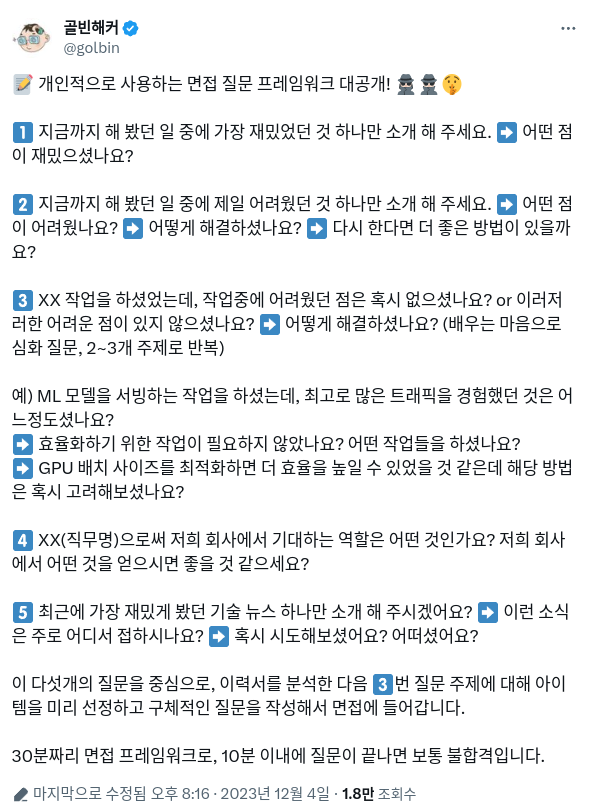 골빈해커
@golbin
📝 개인적으로 사용하는 면접 질문 프레임워크 대공개! 🕵️ 🕵️ 🤫
1️⃣ 지금까지 해 봤던 일 중에 가장 재밌었던 것 하나만 소개 해 주세요. ➡️ 어떤 점
이 재밌으셨나요?
2️⃣ 지금까지 해 봤던 일 중에 제일 어려웠던 것 하나만 소개 해 주세요. ➡️ 어떤 점
이 어려웠나요? ➡️ 어떻게 해결하셨나요? ➡️ 다시 한다면 더 좋은 방법이 있을까
요?
3️⃣ XX 작업을 하셨었는데, 작업중에 어려웠던 점은 혹시 없으셨나요? or 이러저
러한 어려운 점이 있지 않으셨나요? ➡️ 어떻게 해결하셨나요? (배우는 마음으로
심화 질문, 2~3개 주제로 반복)
예) ML 모델을 서빙하는 작업을 하셨는데, 최고로 많은 트래픽을 경험했던 것은 어
느정도셨나요?
➡️ 효율화하기 위한 작업이 필요하지 않았나요? 어떤 작업들을 하셨나요?
➡️ GPU 배치 사이즈를 최적화하면 더 효율을 높일 수 있었을 것 같은데 해당 방법
은 혹시 고려해보셨나요?
4️⃣ XX(직무명)으로써 저희 회사에서 기대하는 역할은 어떤 것인가요? 저희 회사
에서 어떤 것을 얻으시면 좋을 것 같으세요?
5️⃣ 최근에 가장 재밌게 봤던 기술 뉴스 하나만 소개 해 주시겠어요? ➡️ 이런 소식
은 주로 어디서 접하시나요? ➡️ 혹시 시도해보셨어요? 어떠셨어요?
이 다섯개의 질문을 중심으로, 이력서를 분석한 다음 3️⃣번 질문 주제에 대해 아이
템을 미리 선정하고 구체적인 질문을 작성해서 면접에 들어갑니다.
30분짜리 면접 프레임워크로, 10분 이내에 질문이 끝나면 보통 불합격입니다.
마지막으로 수정됨 오후 8:16 · 2023년 12월 4일 · 1.8만 조회수